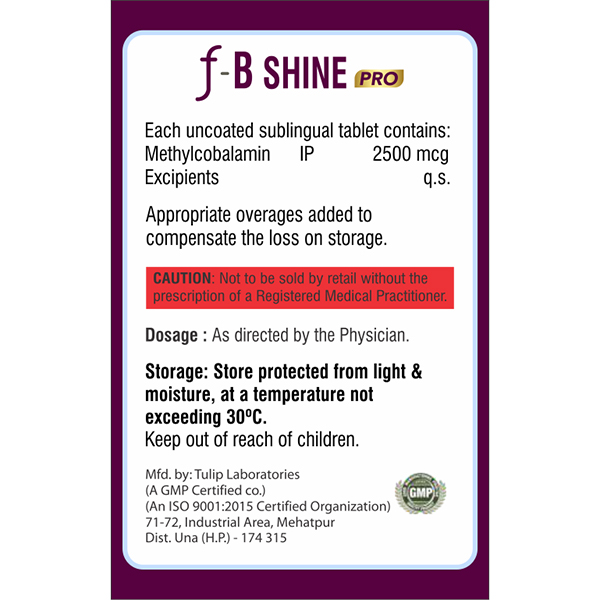 f-B SHINE PRO
Each uncoated sublingual tablet contains:
Methylcobalamin IP 2500 mcg
Excipients q.s.
Appropriate overages added to
compensate the loss on storage.
CAUTION: Not to be sold by retail without the
prescription of a Registered Medical Practitioner.
Dosage : As directed by the Physician.
Storage: Store protected from light &
moisture, at a temperature not
exceeding 30ºC.
Keep out of reach of children.
Mfd. by: Tulip Laboratories
(A GMP Certified co.)
(An ISO 9001:2015 Certified Organization)
71-72, Industrial Area, Mehatpur
Dist. Una (H.P.) - 174 315
GMP